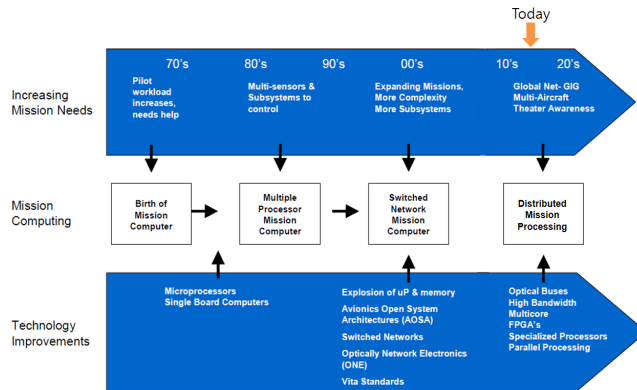 Today
70's 80's 90's 00's 10's 20's
Increasing
Mission Needs
Pilot
workload
increases,
needs help
Multi-sensors &
Subsystems to
control
Expanding Missions,
More Complexity
More Subsystems
Global Net- GIG
Multi-Aircraft
Theater Awareness
Mission
Computing
Birth of
Mission
Computer
Multiple
Processor
Mission
Computer
Switched
Network
Mission
Computer
Distributed
Mission
Processing
Technology
Improvements
Microprocessors
Single Board Computers
Explosion of uP & memory
Avionics Open System
Architectures (AOSA)
Switched Networks
Optically Network Electronics
(ONE)
Vita Standards
Optical Buses
High Bandwidth
Multicore
FPGA's
Specialized Processors
Parallel Processing